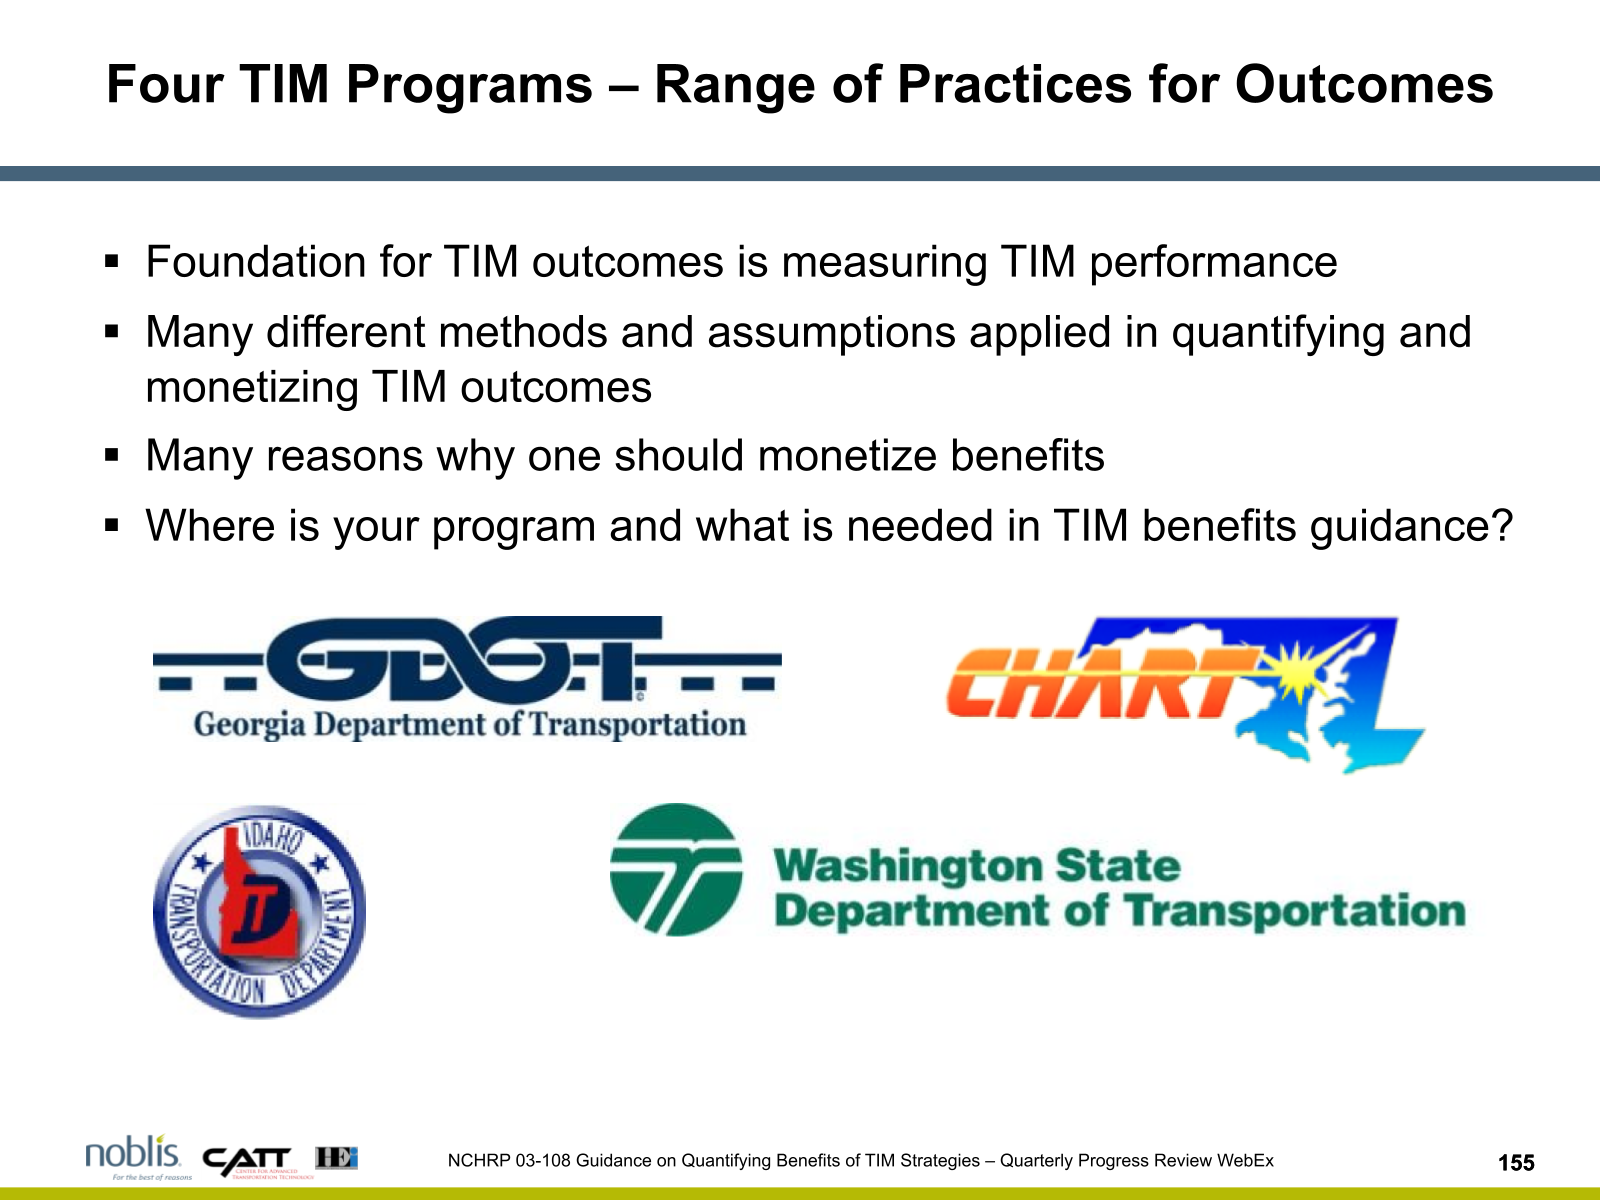 Four TIM Programs – Range of Practices for Outcomes
▪ Foundation for TIM outcomes is measuring TIM performance
▪ Many different methods and assumptions applied in quantifying and
monetizing TIM outcomes
▪ Many reasons why one should monetize benefits
▪ Where is your program and what is needed in TIM benefits guidance?
GDOT
©
Georgia Department of Transportation
CHART
IDAHO
TRANSPORTATION DEPARTMENT
IT
Washington State
Department of Transportation
noblis.
For the best of reasons
CATT
CENTER FOR ADVANCED
TRANSPORTATION TECHNOLOGY
HEi
NCHRP 03-108 Guidance on Quantifying Benefits of TIM Strategies – Quarterly Progress Review WebEx
155